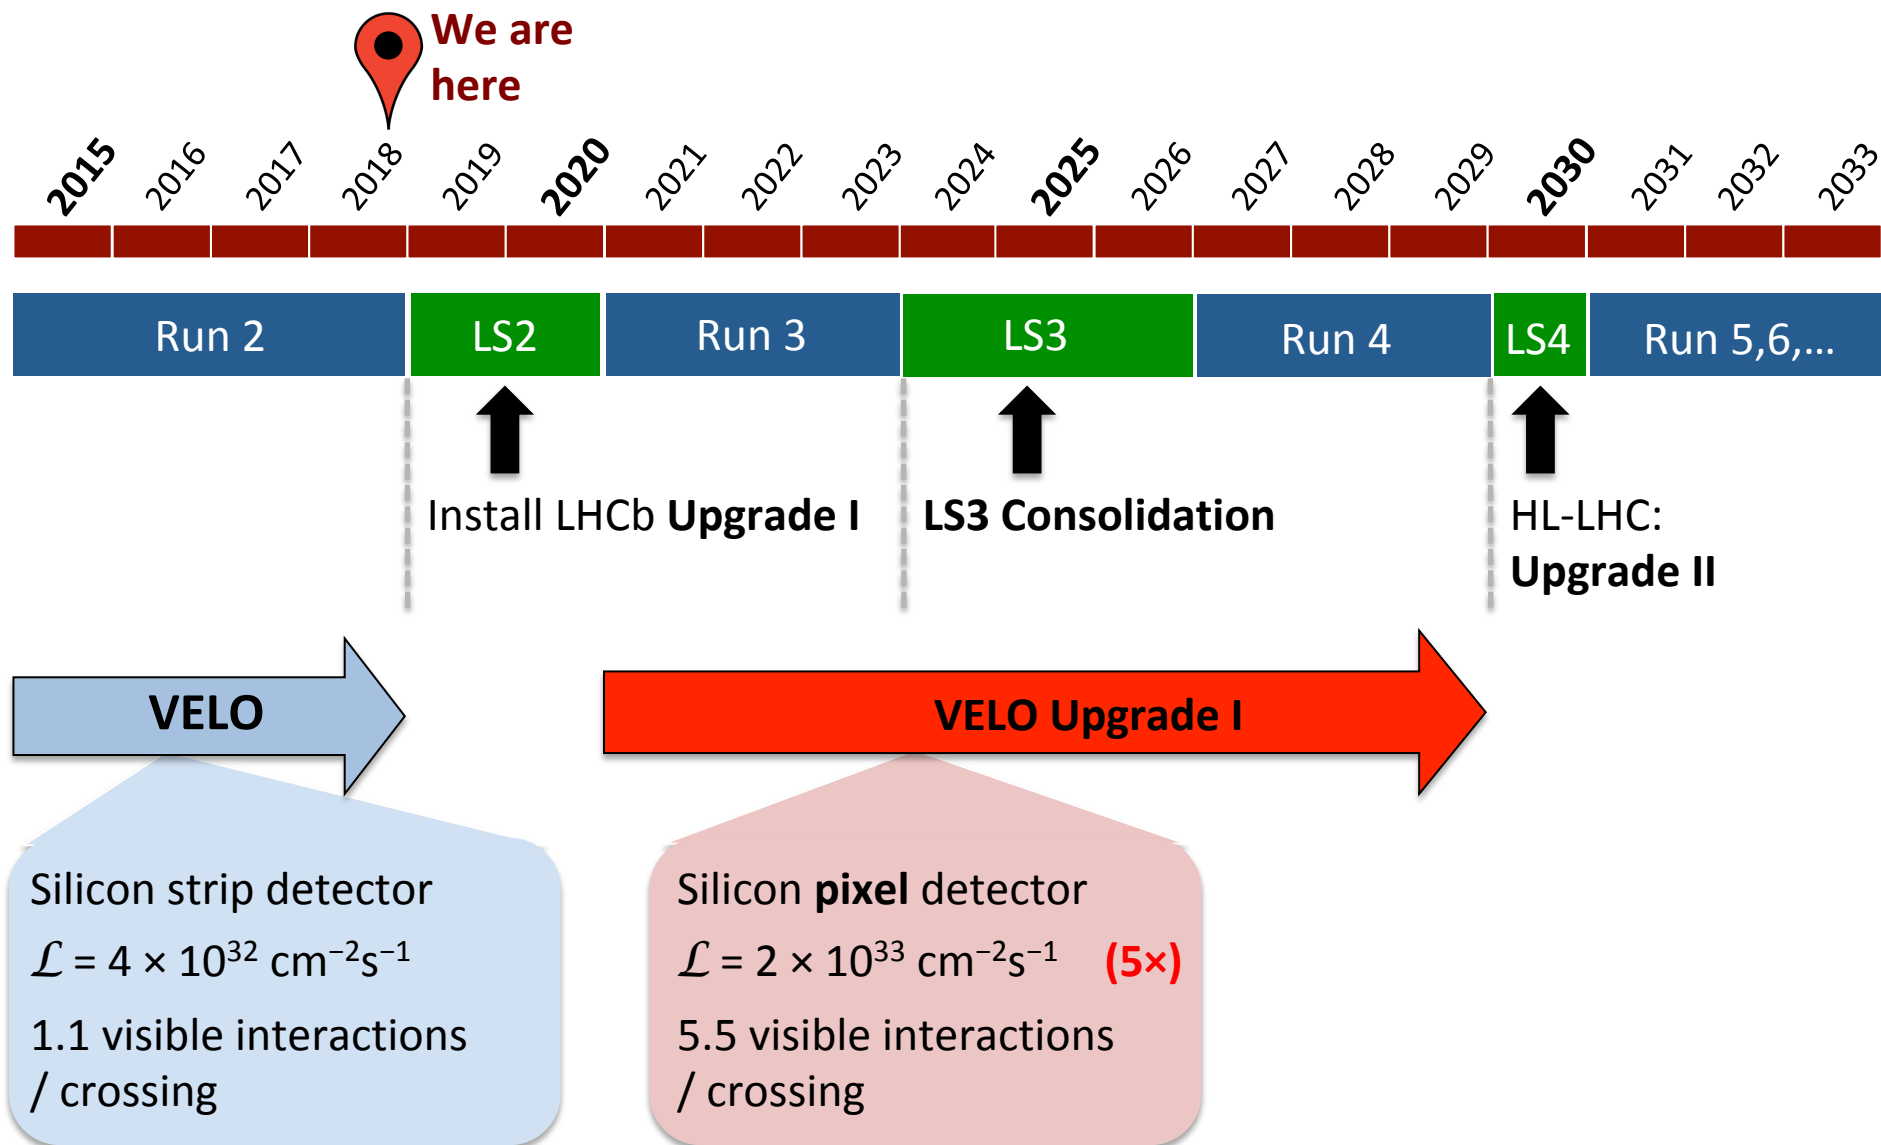 We are
here
2015 2016 2017 2018 2019 2020 2021 2022 2023 2024 2025 2026 2027 2028 2029 2030 2031 2032 2033
Run 2 LS2 Run 3 LS3 Run 4 LS4 Run 5,6,...
Install LHCb Upgrade I LS3 Consolidation HL-LHC:
Upgrade II
VELO VELO Upgrade I
Silicon strip detector
ℒ = 4 × 10³² cm⁻²s⁻¹
1.1 visible interactions
/ crossing
Silicon pixel detector
ℒ = 2 × 10³³ cm⁻²s⁻¹ (5×)
5.5 visible interactions
/ crossing